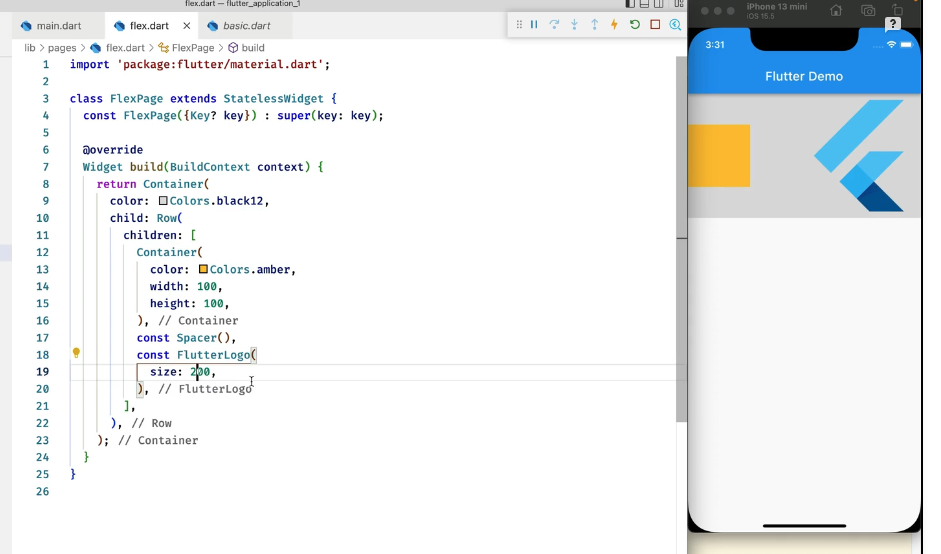 flex.dart — flutter_application_1
main.dart
flex.dart
basic.dart
lib > pages > flex.dart > FlexPage > build
1 import 'package:flutter/material.dart';
2
3 class FlexPage extends StatelessWidget {
4 const FlexPage({Key? key}) : super(key: key);
5
6 @override
7 Widget build(BuildContext context) {
8 return Container(
9 color: Colors.black12,
10 child: Row(
11 children: [
12 Container(
13 color: Colors.amber,
14 width: 100,
15 height: 100,
16 ), // Container
17 const Spacer(),
18 const FlutterLogo(
19 size: 200,
20 ), // FlutterLogo
21 ],
22 ), // Row
23 ); // Container
24 }
25 }
26
iPhone 13 mini
iOS 15.5
?
3:31
Flutter Demo